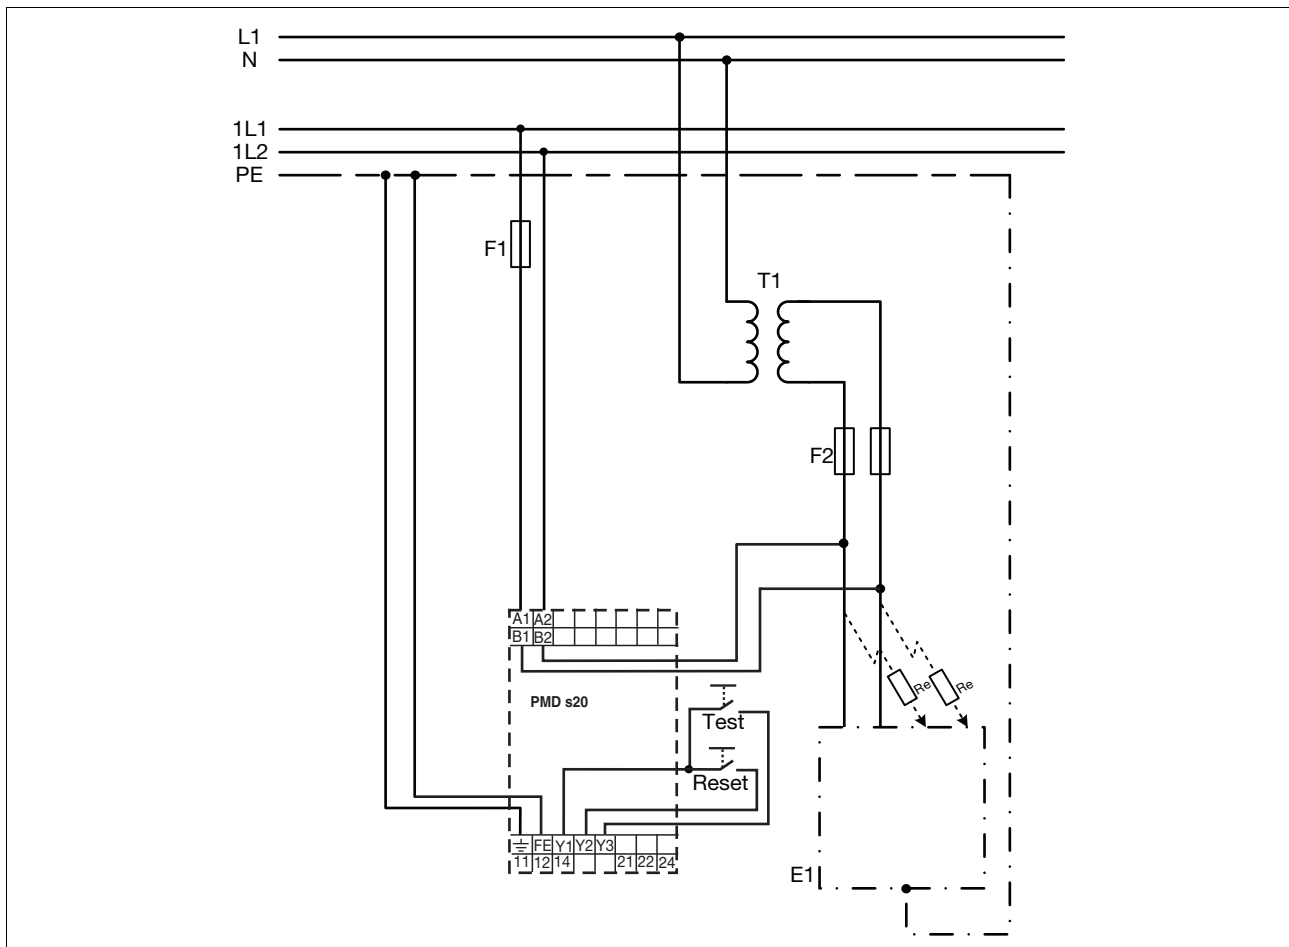 L1
N
1L1
1L2
PE
F1
T1
F2
A1 A2
B1 B2
Re Re
PMD s20
Test
Reset
FE Y1 Y2 Y3
11 12 14 21 22 24
E1